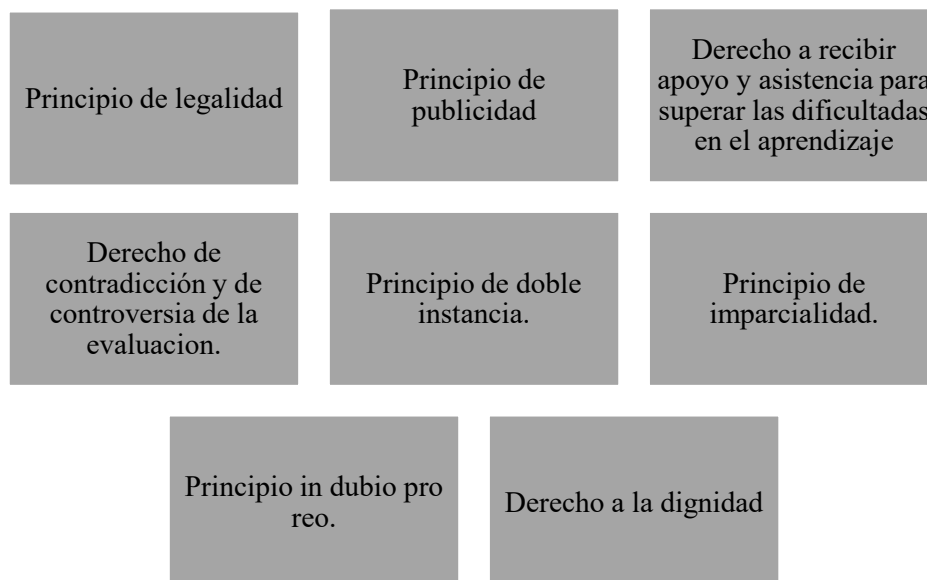 Principio de legalidad
Principio de
publicidad
Derecho a recibir
apoyo y asistencia para
superar las dificultadas
en el aprendizaje
Derecho de
contradicción y de
controversia de la
evaluacion.
Principio de doble
instancia.
Principio de
imparcialidad.
Principio in dubio pro
reo.
Derecho a la dignidad